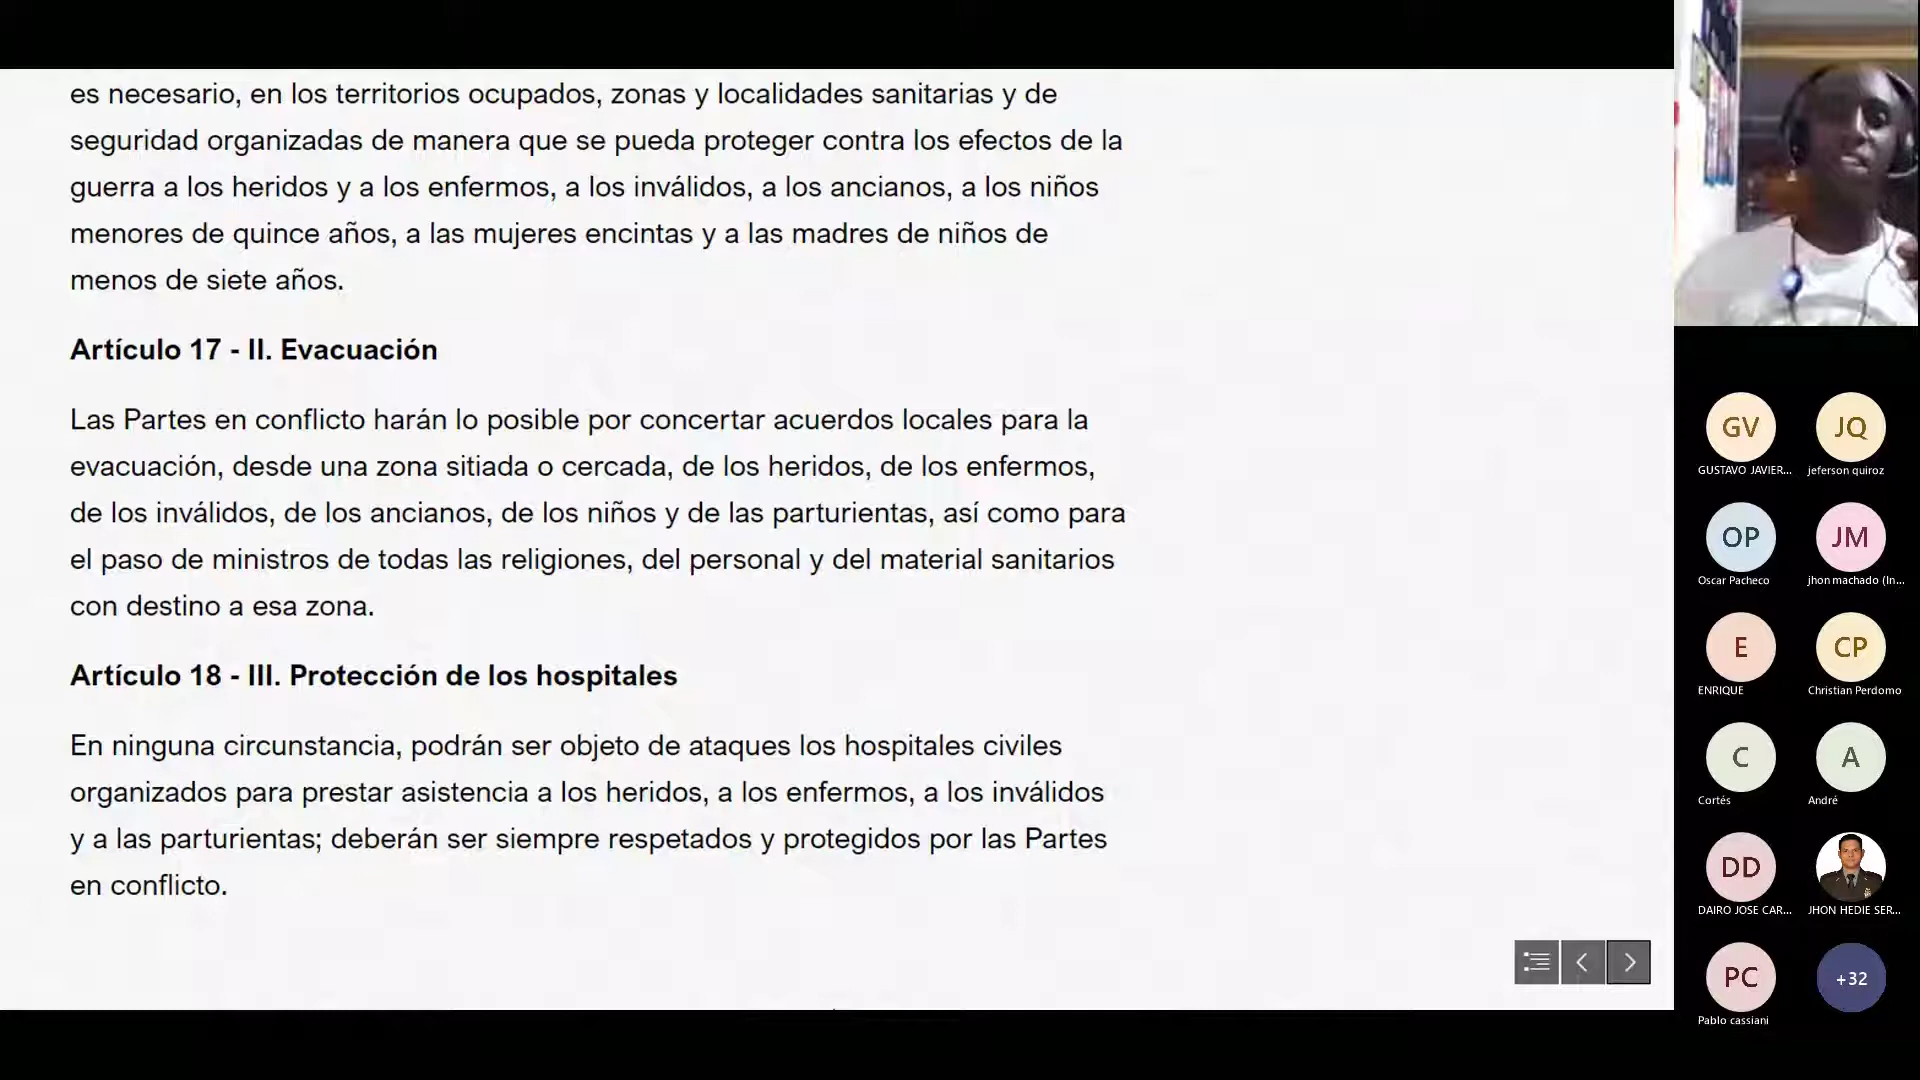 es necesario, en los territorios ocupados, zonas y localidades sanitarias y de
seguridad organizadas de manera que se pueda proteger contra los efectos de la
guerra a los heridos y a los enfermos, a los inválidos, a los ancianos, a los niños
menores de quince años, a las mujeres encintas y a las madres de niños de
menos de siete años.
Artículo 17 - II. Evacuación
Las Partes en conflicto harán lo posible por concertar acuerdos locales para la
evacuación, desde una zona sitiada o cercada, de los heridos, de los enfermos,
de los inválidos, de los ancianos, de los niños y de las parturientas, así como para
el paso de ministros de todas las religiones, del personal y del material sanitarios
con destino a esa zona.
Artículo 18 - III. Protección de los hospitales
En ninguna circunstancia, podrán ser objeto de ataques los hospitales civiles
organizados para prestar asistencia a los heridos, a los enfermos, a los inválidos
y a las parturientas; deberán ser siempre respetados y protegidos por las Partes
en conflicto.
GV
GUSTAVO JAVIER...
JQ
jeferson quiroz
OP
Oscar Pacheco
JM
jhon machado (In...
E
ENRIQUE
CP
Christian Perdomo
C
Cortés
A
André
DD
DAIRO JOSE CAR...
JHON HEDIE SER...
PC
Pablo cassiani
+32